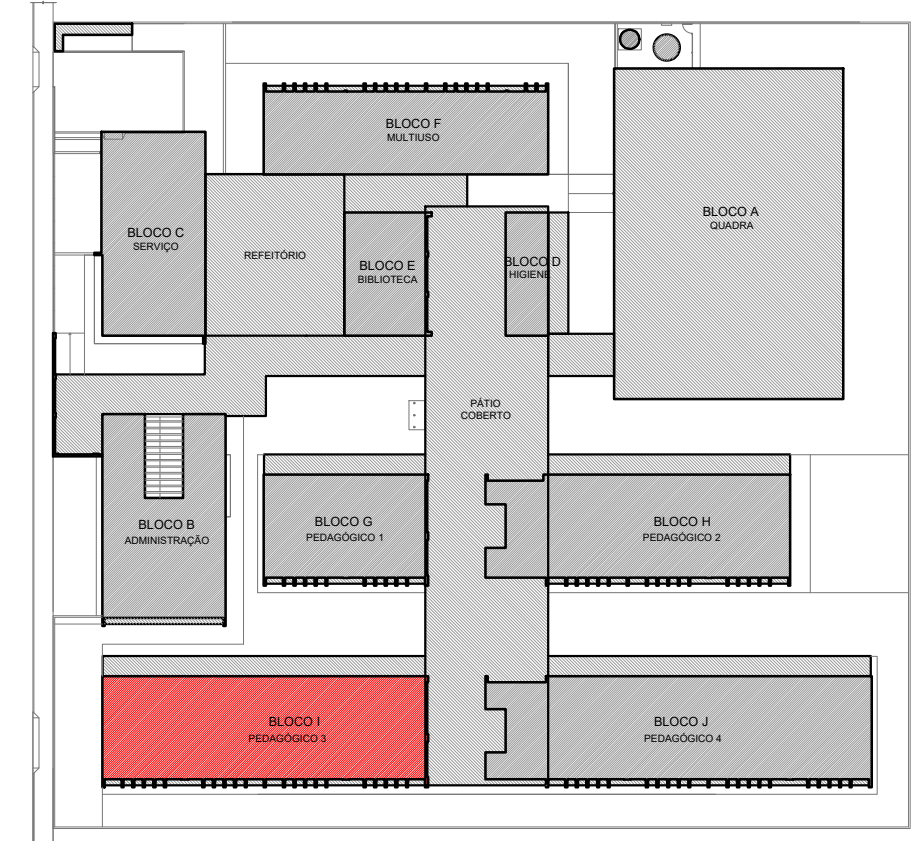 BLOCO F
MULTIUSO
BLOCO A
QUADRA
BLOCO C
SERVIÇO
REFEITÓRIO
BLOCO E
BIBLIOTECA
BLOCO D
HIGIENE
PÁTIO
COBERTO
BLOCO B
ADMINISTRAÇÃO
BLOCO G
PEDAGÓGICO 1
BLOCO H
PEDAGÓGICO 2
BLOCO I
PEDAGÓGICO 3
BLOCO J
PEDAGÓGICO 4